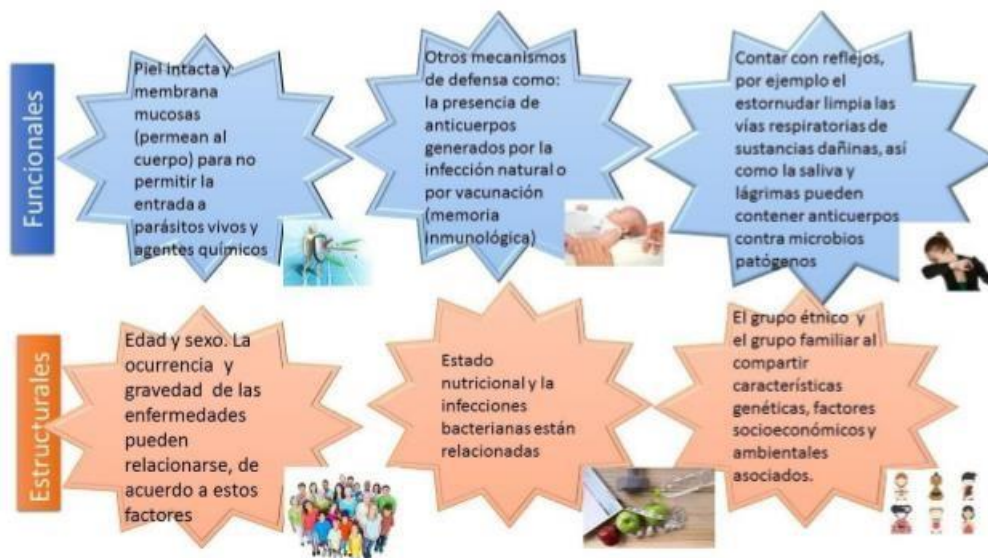 Funcionales
Piel intacta y
membrana
mucosas
(permean al
cuerpo) para no
permitir la
entrada a
parásitos vivos y
agentes químicos
Otros mecanismos
de defensa como:
la presencia de
anticuerpos
generados por la
infección natural o
por vacunación
(memoria
inmunológica)
Contar con reflejos,
por ejemplo el
estornudar limpia las
vías respiratorias de
sustancias dañinas, así
como la saliva y
lágrimas pueden
contener anticuerpos
contra microbios
patógenos
Estructurales
Edad y sexo. La
ocurrencia y
gravedad de las
enfermedades
pueden
relacionarse, de
acuerdo a estos
factores
Estado
nutricional y la
infecciones
bacterianas están
relacionadas
El grupo étnico y
el grupo familiar al
compartir
características
genéticas, factores
socioeconómicos y
ambientales
asociados.